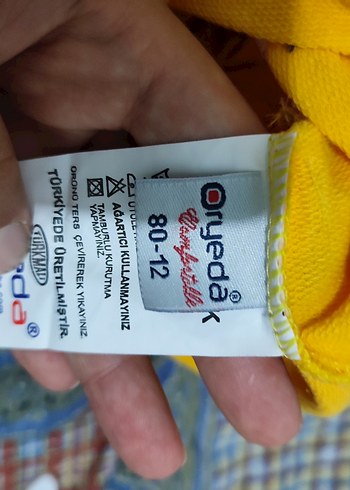 Oryeda®
Comfortable
80-12
K
AĞARTICI KULLANMAYINIZ
TAMBURLU KURUTMA
YAPMAYINIZ.
ÜRÜNÜ TERS ÇEVİREREK YIKAYINIZ.
TÜRKİYEDE ÜRETİLMİŞTİR.
eda®